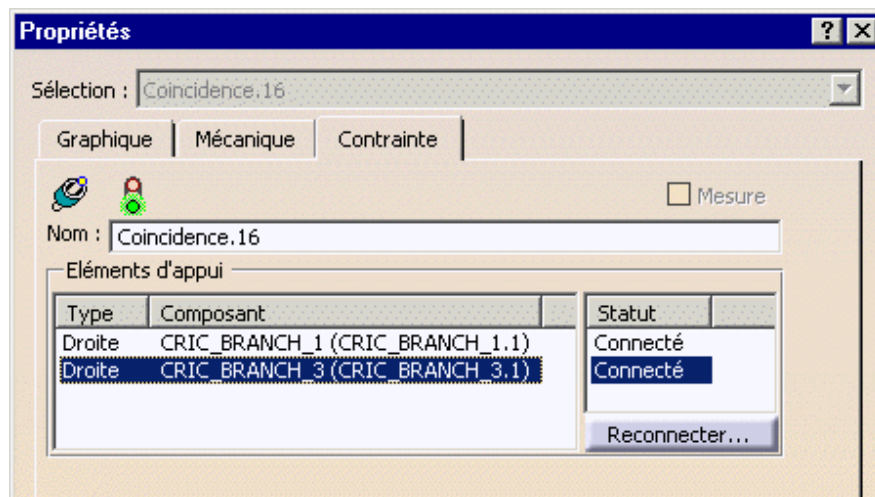 Propriétés
Sélection : Coincidence.16
Graphique Mécanique Contrainte
Mesure
Nom : Coincidence.16
Eléments d'appui
Type Composant Statut
Droite CRIC_BRANCH_1 (CRIC_BRANCH_1.1) Connecté
Droite CRIC_BRANCH_3 (CRIC_BRANCH_3.1) Connecté
Reconnecter...